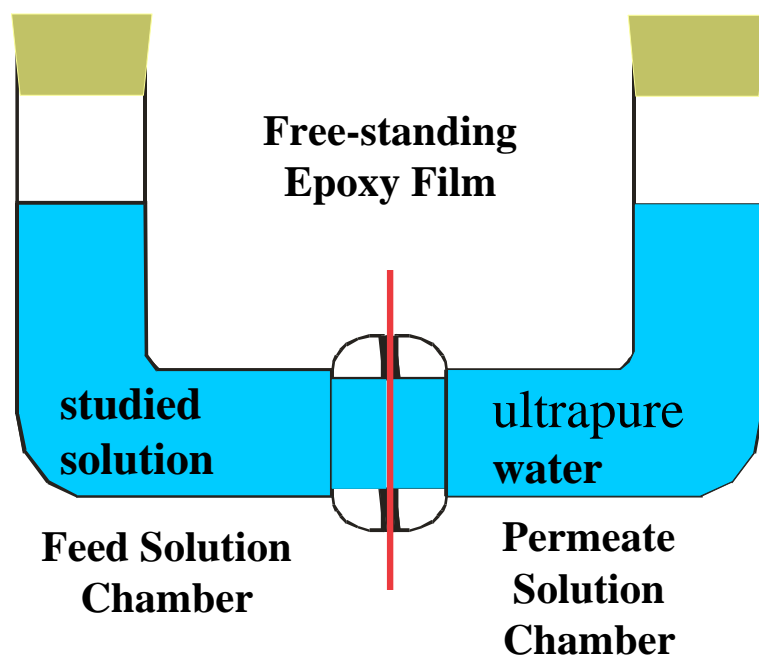 Free-standing
Epoxy Film
studied
solution
ultrapure
water
Feed Solution
Chamber
Permeate
Solution
Chamber